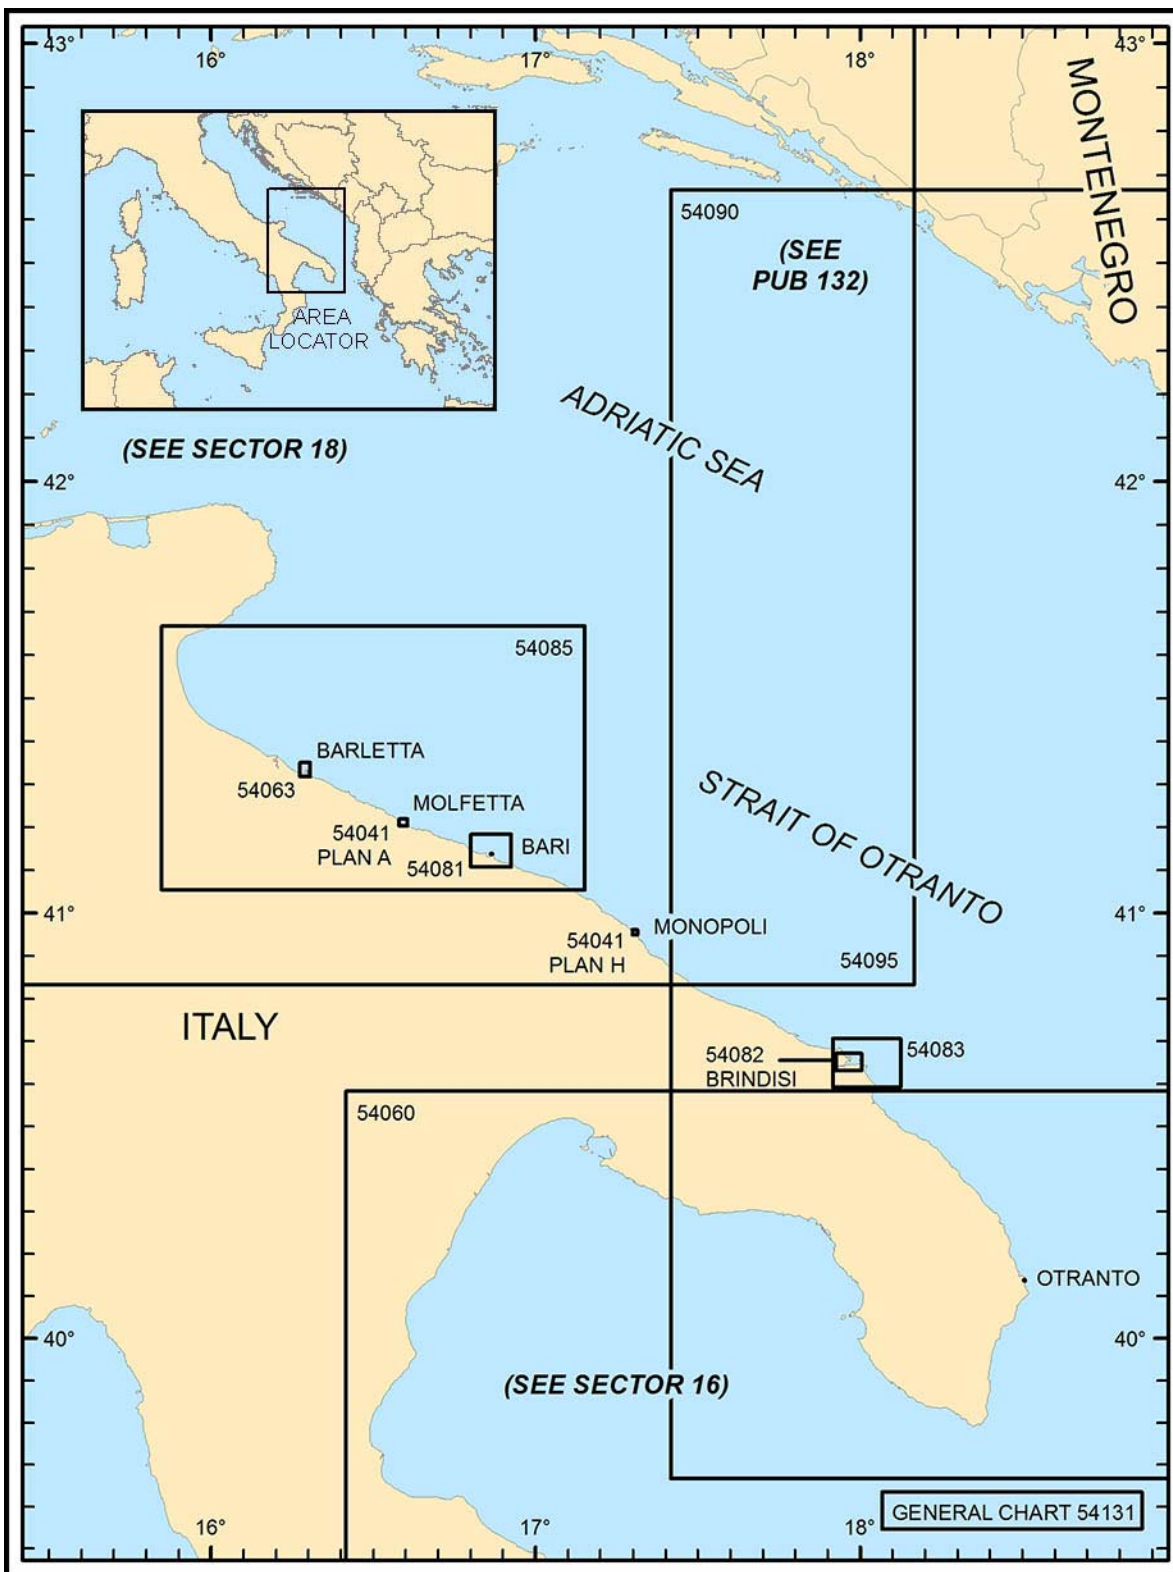 43°
16°
17°
18°
43°
MONTENEGRO
54090
(SEE
PUB 132)
AREA
LOCATOR
ADRIATIC SEA
(SEE SECTOR 18)
42°
42°
54085
BARLETTA
54063
MOLFETTA
54041
PLAN A
BARI
54081
STRAIT OF OTRANTO
41°
41°
MONOPOLI
54041
PLAN H
54095
ITALY
54082
BRINDISI
54083
54060
OTRANTO
40°
40°
(SEE SECTOR 16)
GENERAL CHART 54131
16°
17°
18°